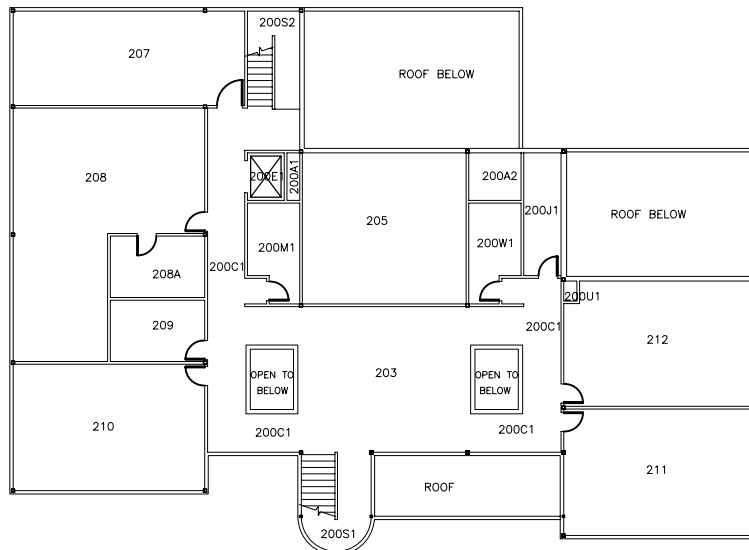 200S2
207
ROOF BELOW
200E1
200A1
208
200A2
200J1
ROOF BELOW
205
200M1
200W1
200C1
208A
200U1
209
200C1
212
OPEN TO
BELOW
203
OPEN TO
BELOW
210
200C1
200C1
211
ROOF
200S1